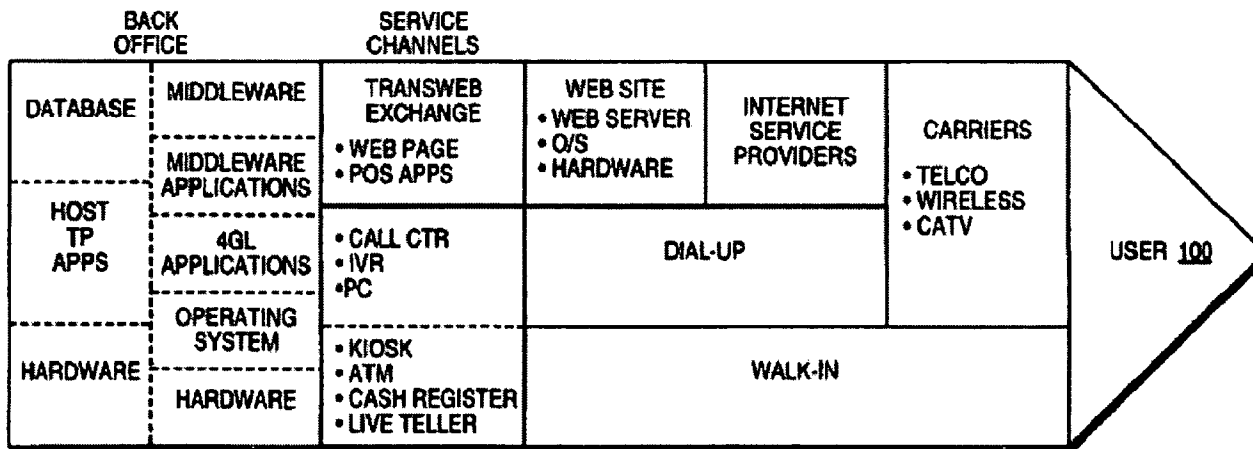 BACK
OFFICE
SERVICE
CHANNELS
DATABASE
HOST
TP
APPS
HARDWARE
MIDDLEWARE
MIDDLEWARE
APPLICATIONS
4GL
APPLICATIONS
OPERATING
SYSTEM
HARDWARE
TRANSWEB
EXCHANGE
• WEB PAGE
• POS APPS
• CALL CTR
• IVR
•PC
• KIOSK
• ATM
• CASH REGISTER
• LIVE TELLER
WEB SITE
• WEB SERVER
• O/S
• HARDWARE
INTERNET
SERVICE
PROVIDERS
DIAL-UP
WALK-IN
CARRIERS
• TELCO
• WIRELESS
• CATV
USER 100